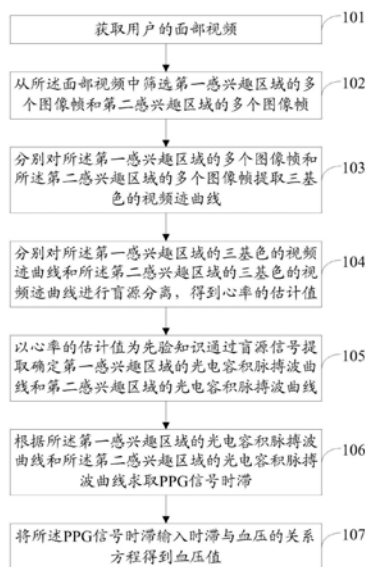 获取用户的面部视频
101
从所述面部视频中筛选第一感兴趣区域的多
个图像帧和第二感兴趣区域的多个图像帧
102
分别对所述第一感兴趣区域的多个图像帧和
所述第二感兴趣区域的多个图像帧提取三基
色的视频迹曲线
103
分别对所述第一感兴趣区域的三基色的视频
迹曲线和所述第二感兴趣区域的三基色的视
频迹曲线进行盲源分离，得到心率的估计值
104
以心率的估计值为先验知识通过盲源信号提
取确定第一感兴趣区域的光电容积脉搏波曲
线和第二感兴趣区域的光电容积脉搏波曲线
105
根据所述第一感兴趣区域的光电容积脉搏波
曲线和所述第二感兴趣区域的光电容积脉搏
波曲线求取PPG信号时滞
106
将所述PPG信号时滞输入时滞与血压的关系
方程得到血压值
107